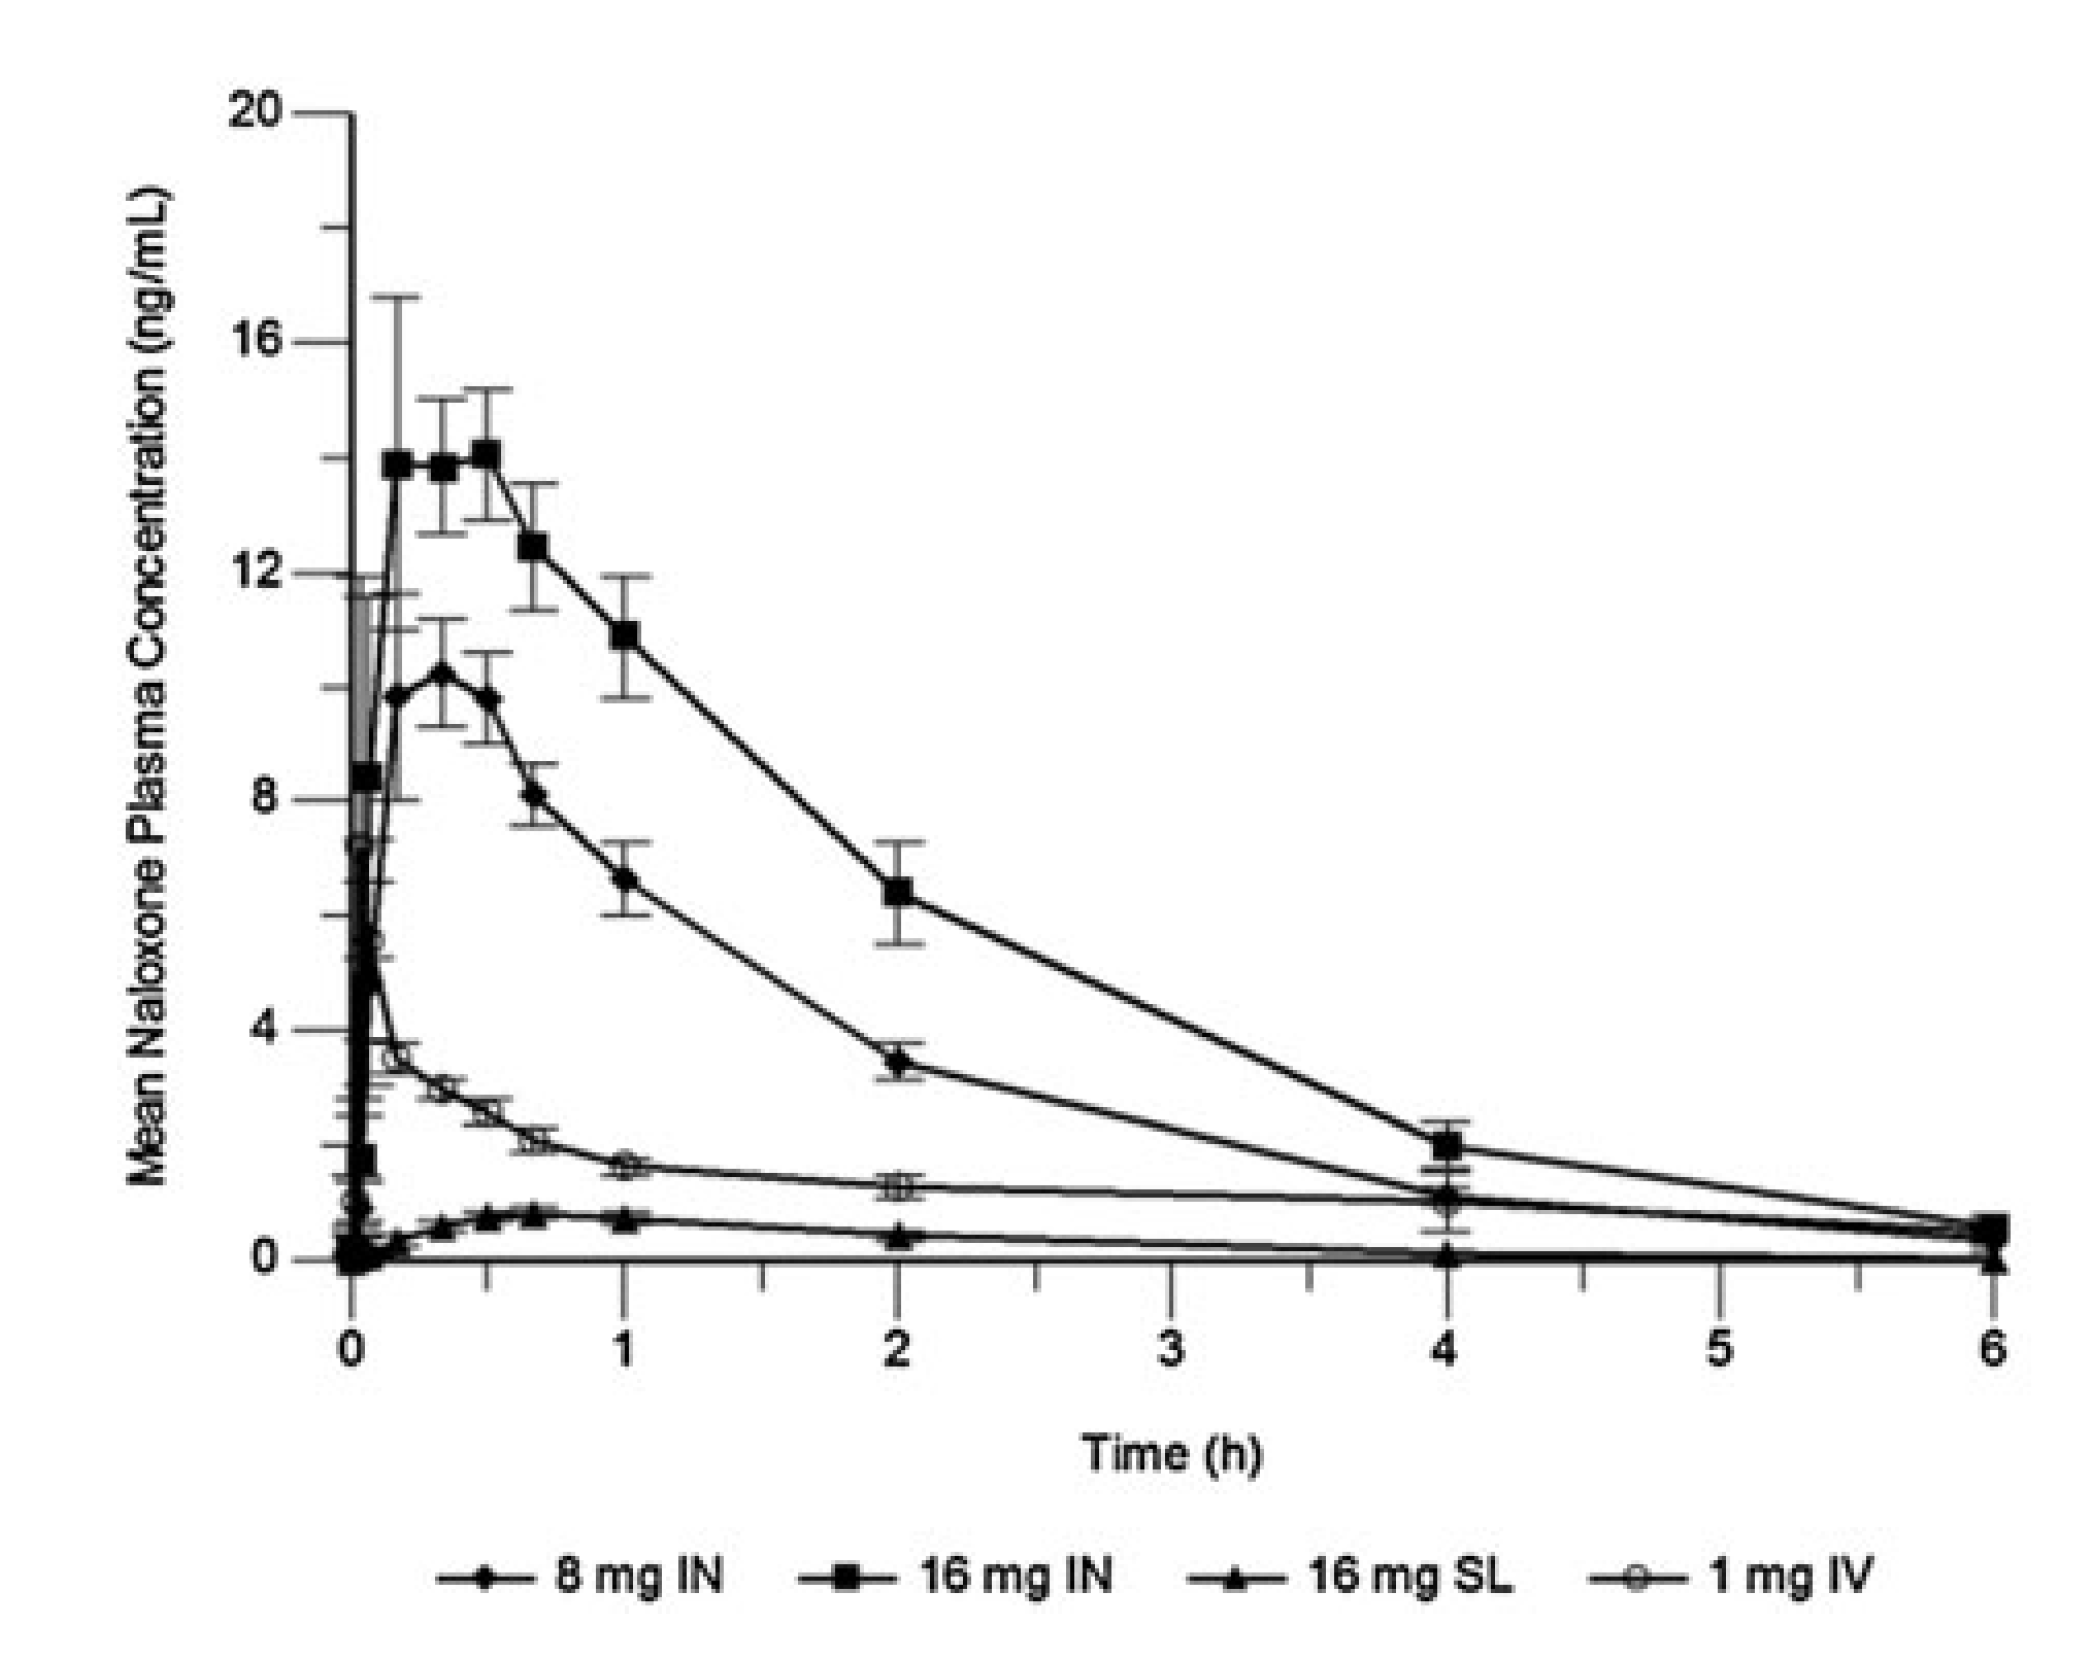 Mean Naloxone Plasma Concentration (ng/mL)
20
16
12
8
4
0
0 1 2 3 4 5 6
Time (h)
8 mg IN 16 mg IN 16 mg SL 1 mg IV